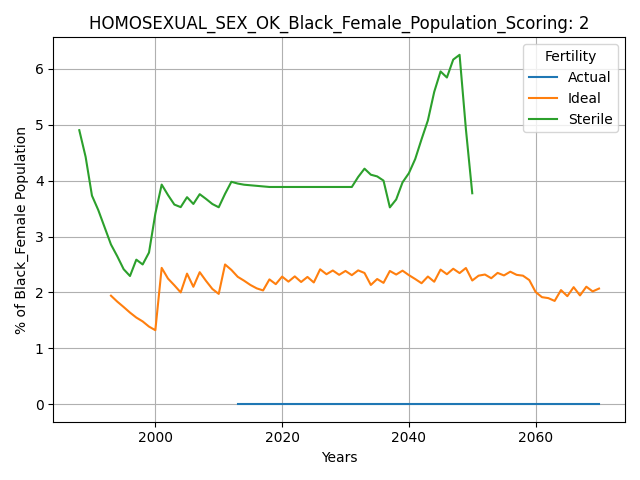 HOMOSEXUAL_SEX_OK_Black_Female_Population_Scoring: 2
Fertility
Actual
Ideal
Sterile
% of Black_Female Population
6
5
4
3
2
1
0
2000 2020 2040 2060
Years